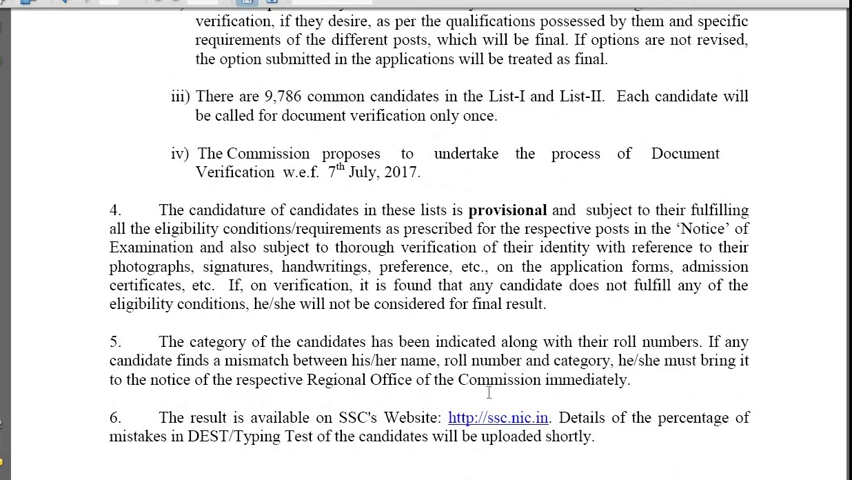 verification, if they desire, as per the qualifications possessed by them and specific
requirements of the different posts, which will be final. If options are not revised,
the option submitted in the applications will be treated as final.
iii) There are 9,786 common candidates in the List-I and List-II. Each candidate will
be called for document verification only once.
iv) The Commission proposes to undertake the process of Document
Verification w.e.f. 7th July, 2017.
4. The candidature of candidates in these lists is provisional and subject to their fulfilling
all the eligibility conditions/requirements as prescribed for the respective posts in the ‘Notice’ of
Examination and also subject to thorough verification of their identity with reference to their
photographs, signatures, handwritings, preference, etc., on the application forms, admission
certificates, etc. If, on verification, it is found that any candidate does not fulfill any of the
eligibility conditions, he/she will not be considered for final result.
5. The category of the candidates has been indicated along with their roll numbers. If any
candidate finds a mismatch between his/her name, roll number and category, he/she must bring it
to the notice of the respective Regional Office of the Commission immediately.
6. The result is available on SSC's Website: http://ssc.nic.in. Details of the percentage of
mistakes in DEST/Typing Test of the candidates will be uploaded shortly.